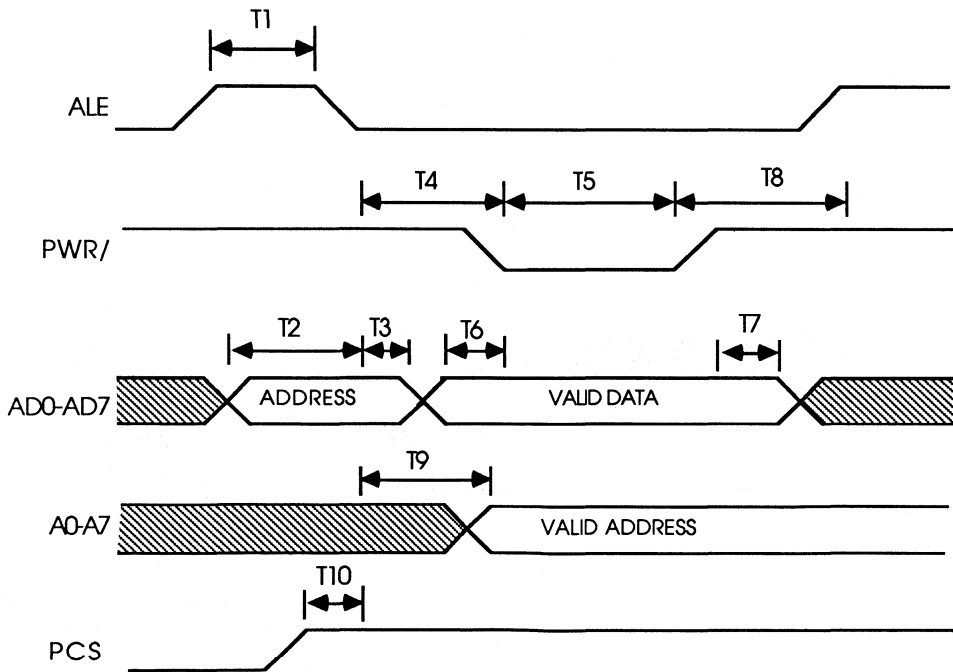 T1
ALE
T4 T5 T8
PWR/
T2 T3 T6 T7
AD0-AD7 ADDRESS VALID DATA
T9
A0-A7 VALID ADDRESS
T10
PCS